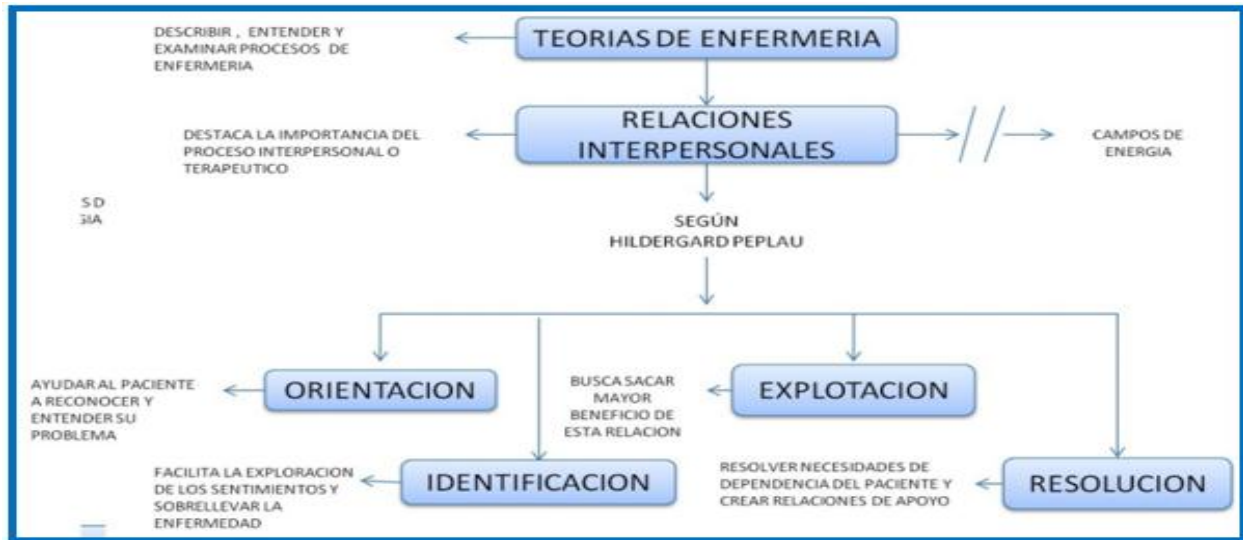 TEORIAS DE ENFERMERIA
DESCRIBIR , ENTENDER Y
EXAMINAR PROCESOS DE
ENFERMERIA
RELACIONES
INTERPERSONALES
DESTACA LA IMPORTANCIA DEL
PROCESO INTERPERSONAL O
TERAPEUTICO
CAMPOS DE
ENERGIA
S D
GIA
SEGÚN
HILDERGARD PEPLAU
ORIENTACION
AYUDAR AL PACIENTE
A RECONOCER Y
ENTENDER SU
PROBLEMA
IDENTIFICACION
FACILITA LA EXPLORACION
DE LOS SENTIMIENTOS Y
SOBRELLEVAR LA
ENFERMEDAD
EXPLOTACION
BUSCA SACAR
MAYOR
BENEFICIO DE
ESTA RELACION
RESOLUCION
RESOLVER NECESIDADES DE
DEPENDENCIA DEL PACIENTE Y
CREAR RELACIONES DE APOYO